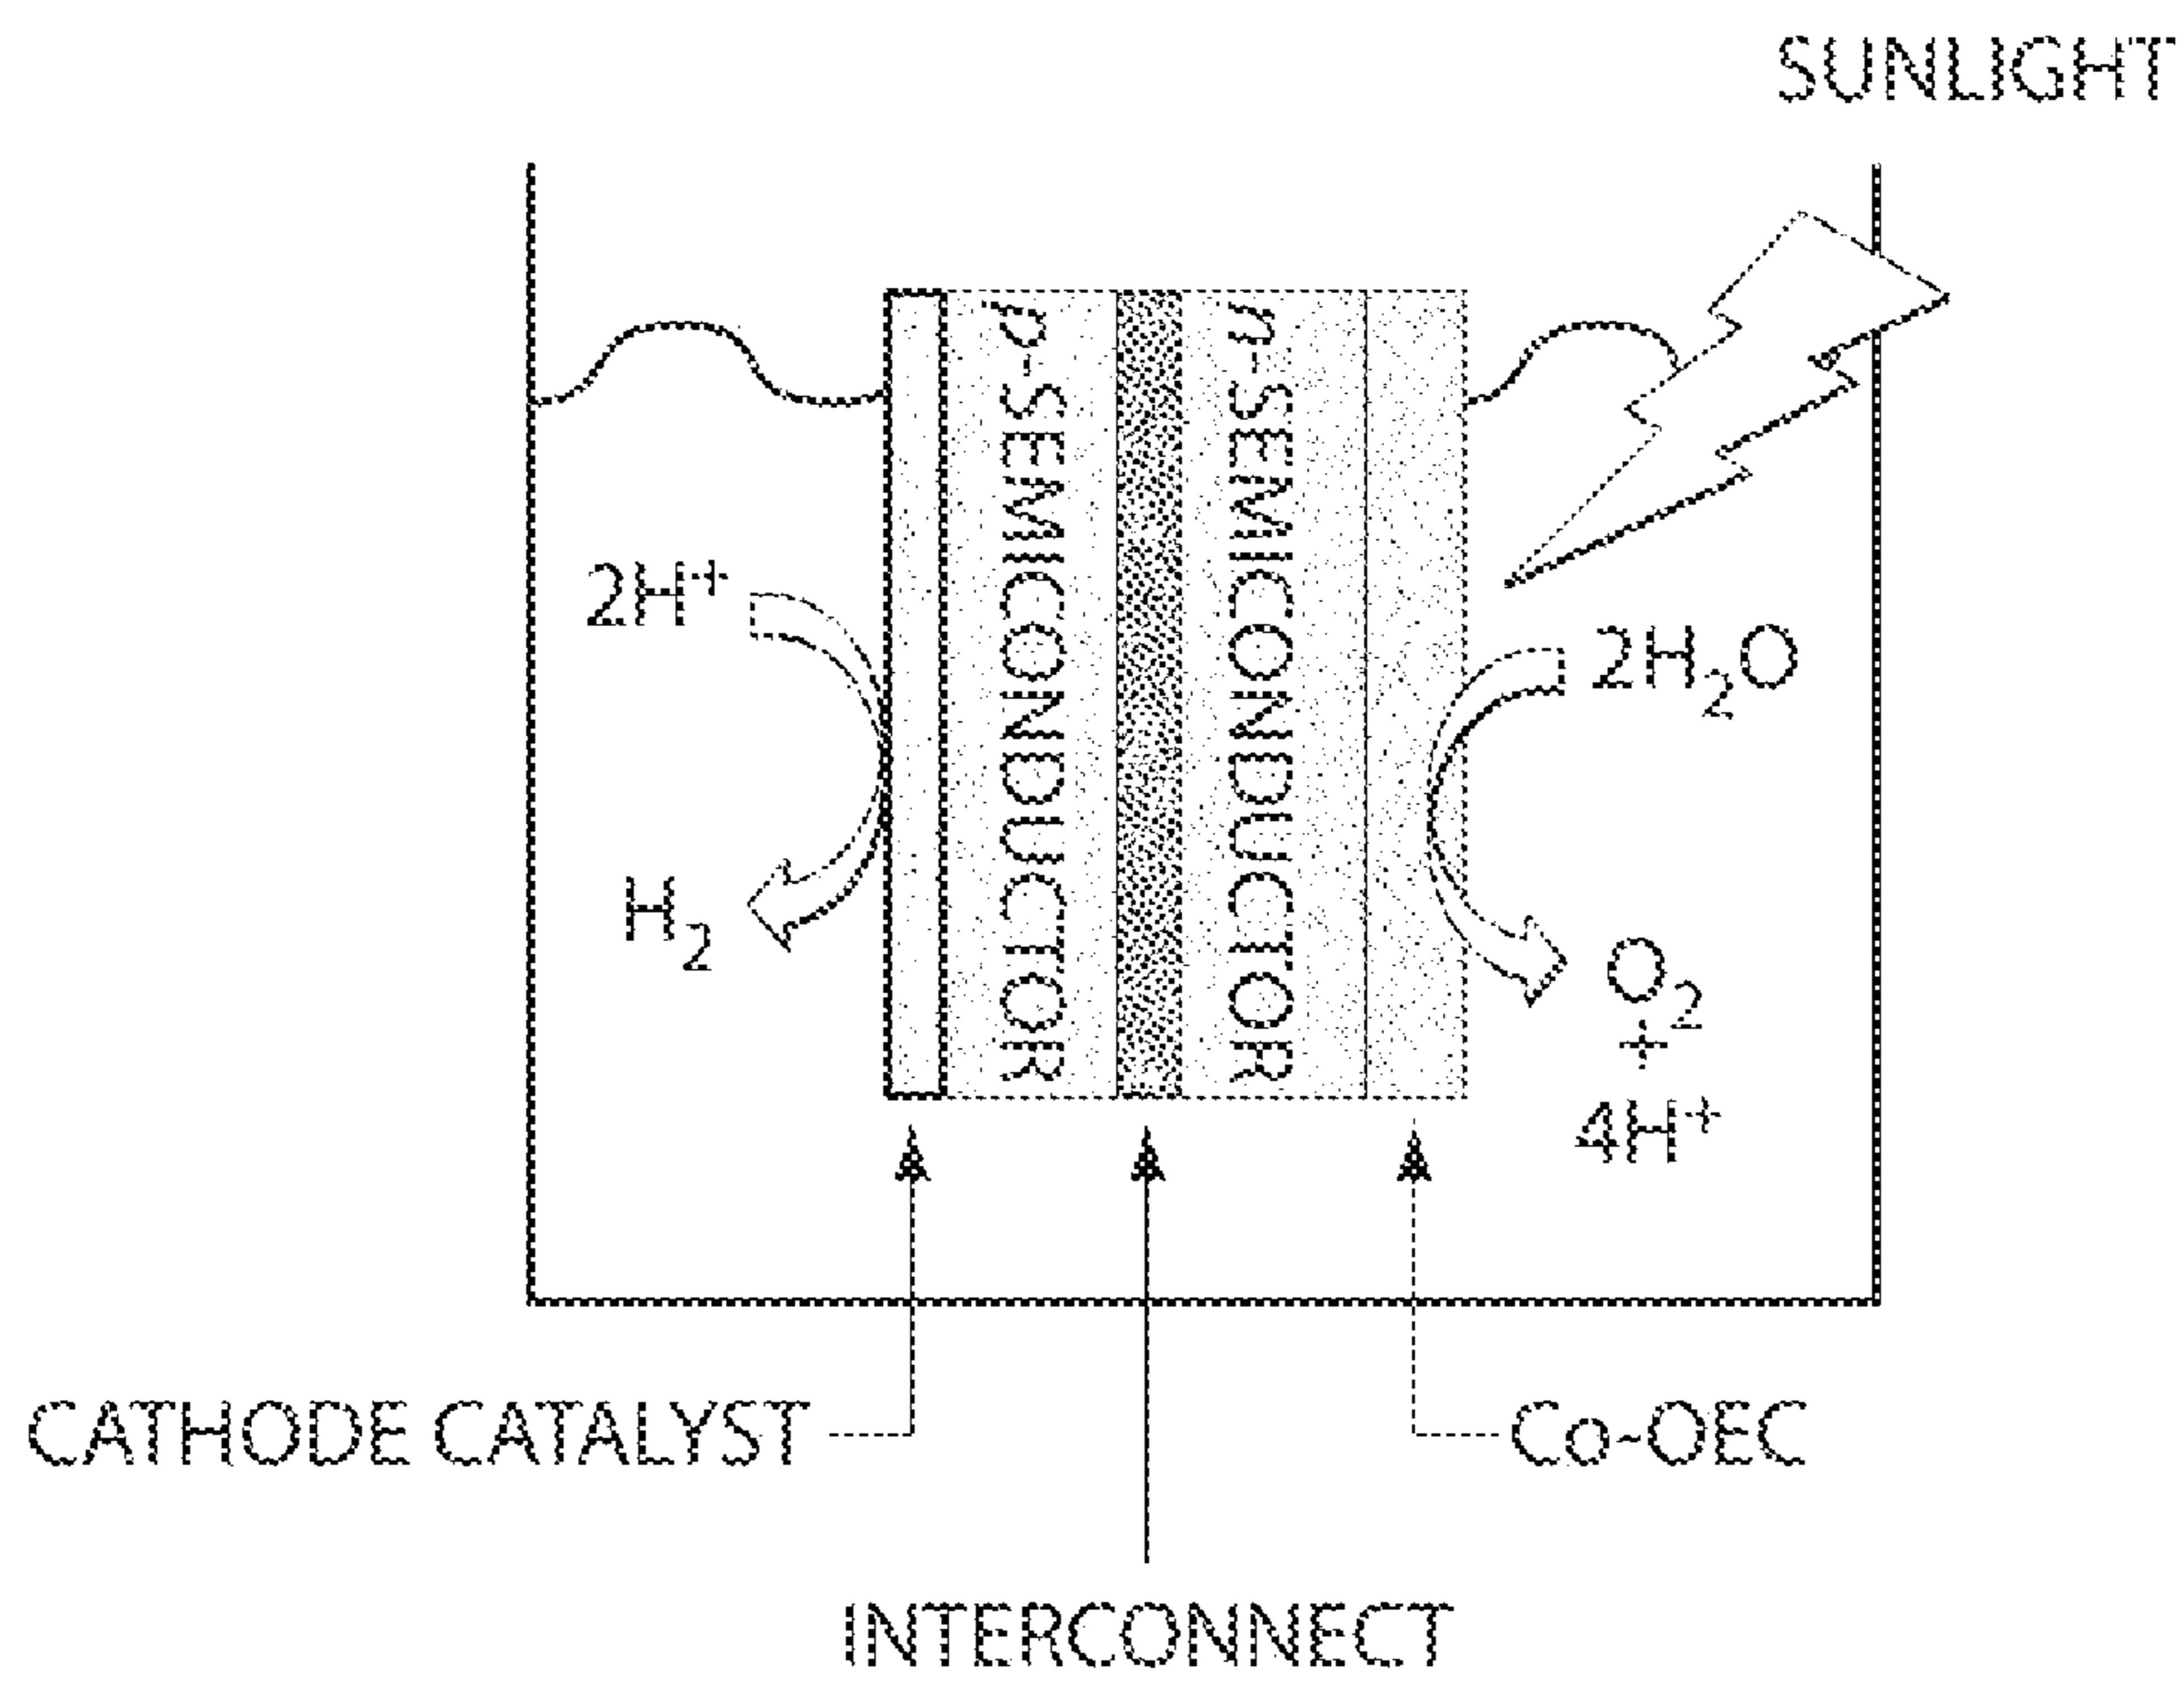 SUNLIGHT
p-SEMICONDUCTOR
n-SEMICONDUCTOR
2H⁺
2H₂O
H₂
O₂
+
4H⁺
CATHODE CATALYST
Co-OEC
INTERCONNECT